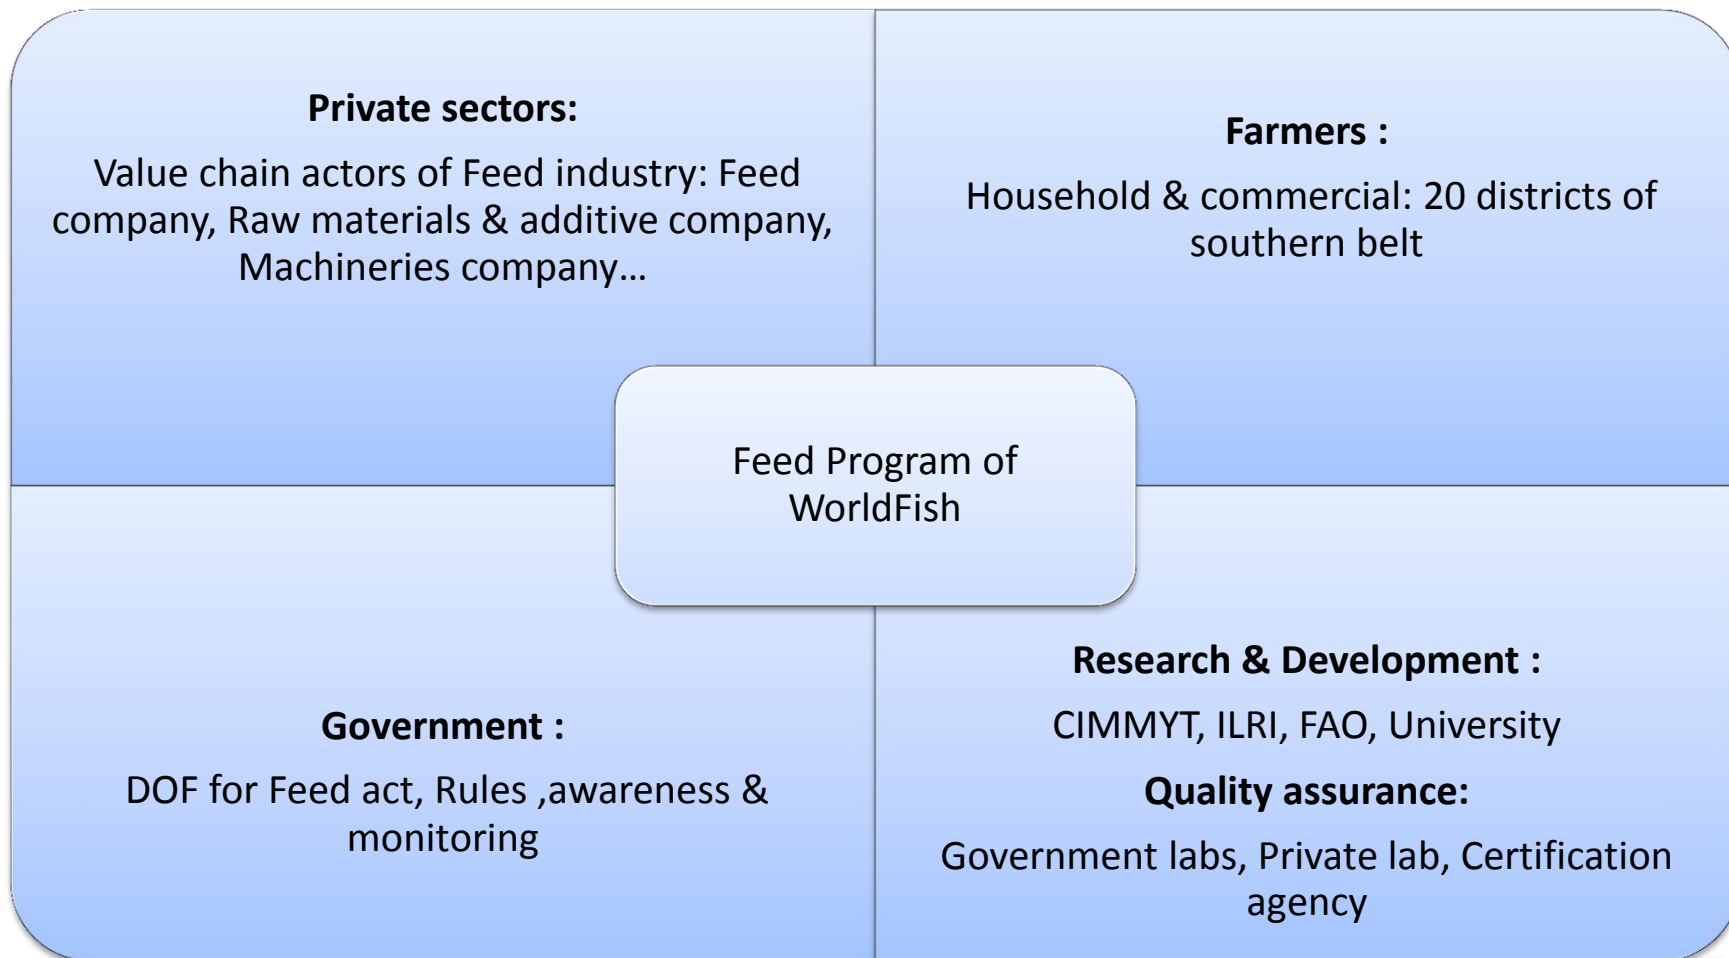 Private sectors:
Value chain actors of Feed industry: Feed
company, Raw materials & additive company,
Machineries company…
Farmers :
Household & commercial: 20 districts of
southern belt
Feed Program of
WorldFish
Government :
DOF for Feed act, Rules ,awareness &
monitoring
Research & Development :
CIMMYT, ILRI, FAO, University
Quality assurance:
Government labs, Private lab, Certification
agency